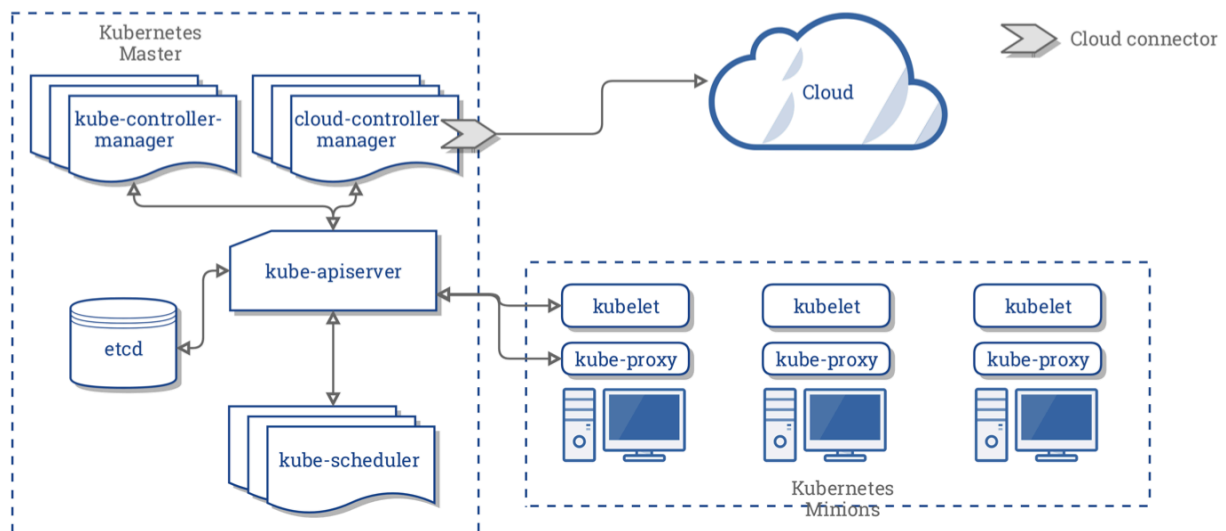 Kubernetes
Master
Cloud connector
kube-controller-
manager
cloud-controller
manager
Cloud
kube-apiserver
etcd
kube-scheduler
kubelet
kubelet
kubelet
kube-proxy
kube-proxy
kube-proxy
Kubernetes
Minions